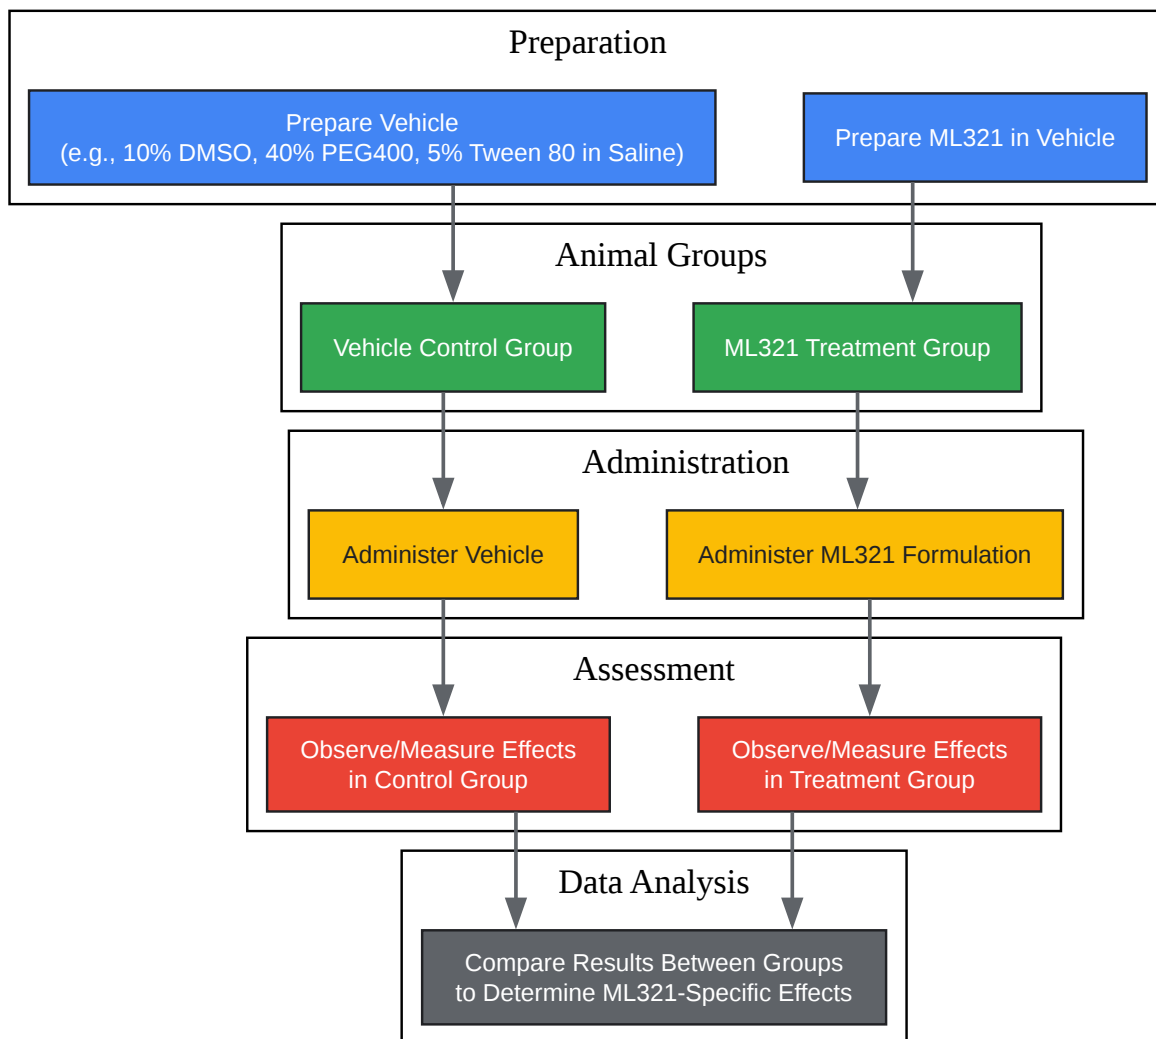 Preparation
Prepare Vehicle
(e.g., 10% DMSO, 40% PEG400, 5% Tween 80 in Saline)
Prepare ML321 in Vehicle
Animal Groups
Vehicle Control Group
ML321 Treatment Group
Administration
Administer Vehicle
Administer ML321 Formulation
Assessment
Observe/Measure Effects
in Control Group
Observe/Measure Effects
in Treatment Group
Data Analysis
Compare Results Between Groups
to Determine ML321-Specific Effects